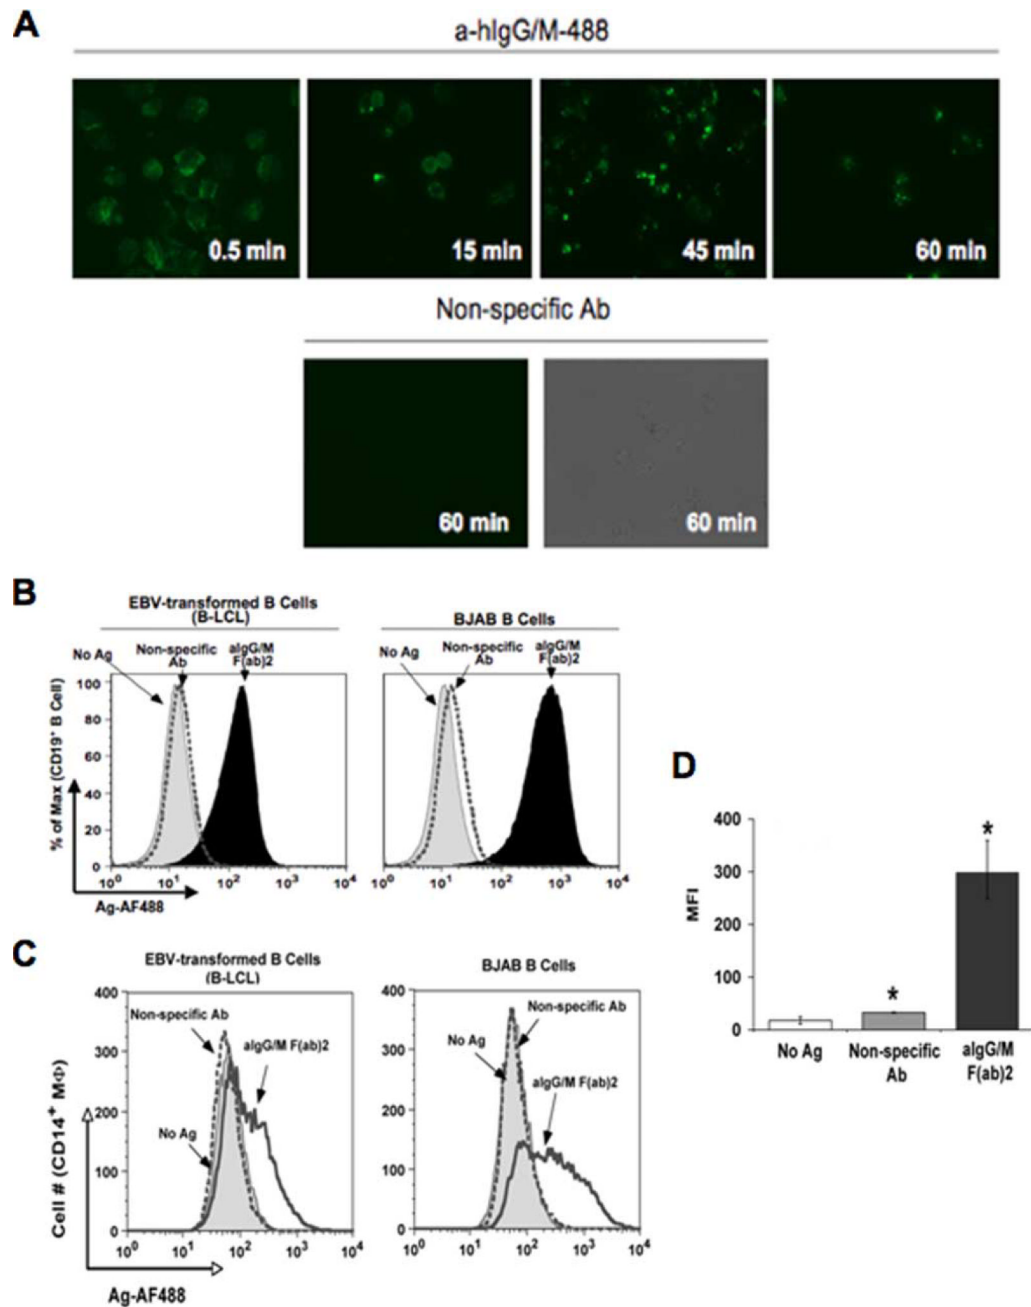 A
a-hIgG/M-488
0.5 min
15 min
45 min
60 min
Non-specific Ab
60 min
60 min
B
EBV-transformed B Cells
(B-LCL)
BJAB B Cells
No Ag
Non-specific
Ab
aIgG/M
F(ab)2
No Ag
Non-specific
Ab
aIgG/M
F(ab)2
% of Max (CD19⁺ B Cell)
100
80
60
40
20
0
10⁰ 10¹ 10² 10³ 10⁴
10⁰ 10¹ 10² 10³ 10⁴
Ag-AF488
C
EBV-transformed B Cells
(B-LCL)
BJAB B Cells
Cell # (CD14⁺ MΦ)
400
300
200
100
0
Non-specific Ab
aIgG/M F(ab)2
No Ag
10⁰ 10¹ 10² 10³ 10⁴
400
300
200
100
0
Non-specific Ab
No Ag
aIgG/M F(ab)2
10⁰ 10¹ 10² 10³ 10⁴
Ag-AF488
D
MFI
400
300
200
100
0
*
*
No Ag
Non-specific
Ab
aIgG/M
F(ab)2